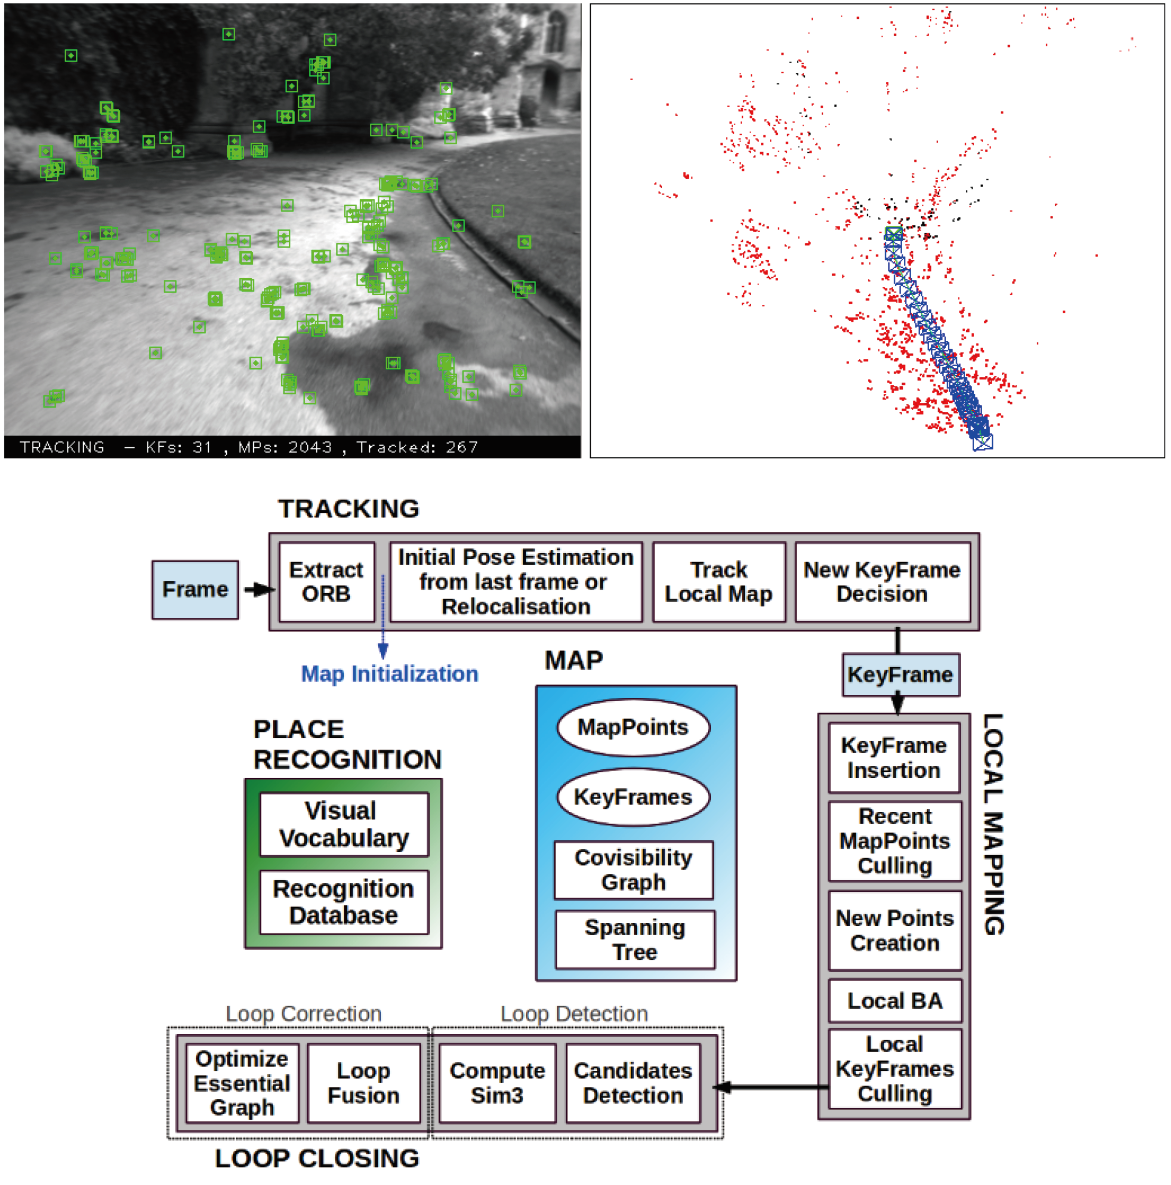 TRACKING — KFs: 31 , MPs: 2043 , Tracked: 267
TRACKING
Frame
Extract
ORB
Initial Pose Estimation
from last frame or
Relocalisation
Track
Local Map
New KeyFrame
Decision
Map Initialization
KeyFrame
MAP
MapPoints
KeyFrames
Covisibility
Graph
Spanning
Tree
PLACE
RECOGNITION
Visual
Vocabulary
Recognition
Database
LOCAL MAPPING
KeyFrame
Insertion
Recent
MapPoints
Culling
New Points
Creation
Local BA
Local
KeyFrames
Culling
Loop Correction
Loop Detection
Optimize
Essential
Graph
Loop
Fusion
Compute
Sim3
Candidates
Detection
LOOP CLOSING